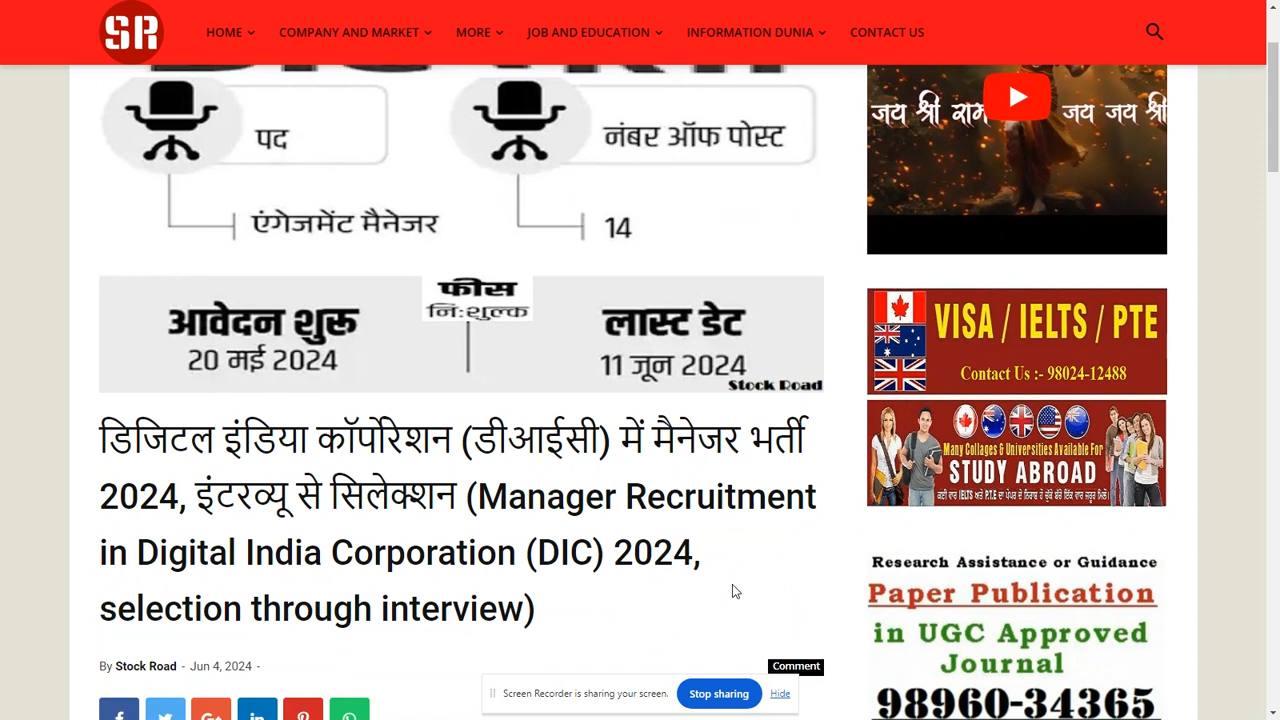 SR
HOME
COMPANY AND MARKET
MORE
JOB AND EDUCATION
INFORMATION DUNIA
CONTACT US
पद
नंबर ऑफ पोस्ट
एंगेजमेंट मैनेजर
14
आवेदन शुरू
20 मई 2024
फीस
नि:शुल्क
लास्ट डेट
11 जून 2024
Stock Road
डिजिटल इंडिया कॉर्पोरेशन (डीआईसी) में मैनेजर भर्ती
2024, इंटरव्यू से सिलेक्शन (Manager Recruitment
in Digital India Corporation (DIC) 2024,
selection through interview)
By Stock Road - Jun 4, 2024 -
Comment
जय श्री राम जय जय श्री
VISA / IELTS / PTE
Contact Us :- 98024-12488
Many Collages & Universities Available For
STUDY ABROAD
Research Assistance or Guidance
Paper Publication
in UGC Approved
Journal
98960-34365
Screen Recorder is sharing your screen.
Stop sharing
Hide